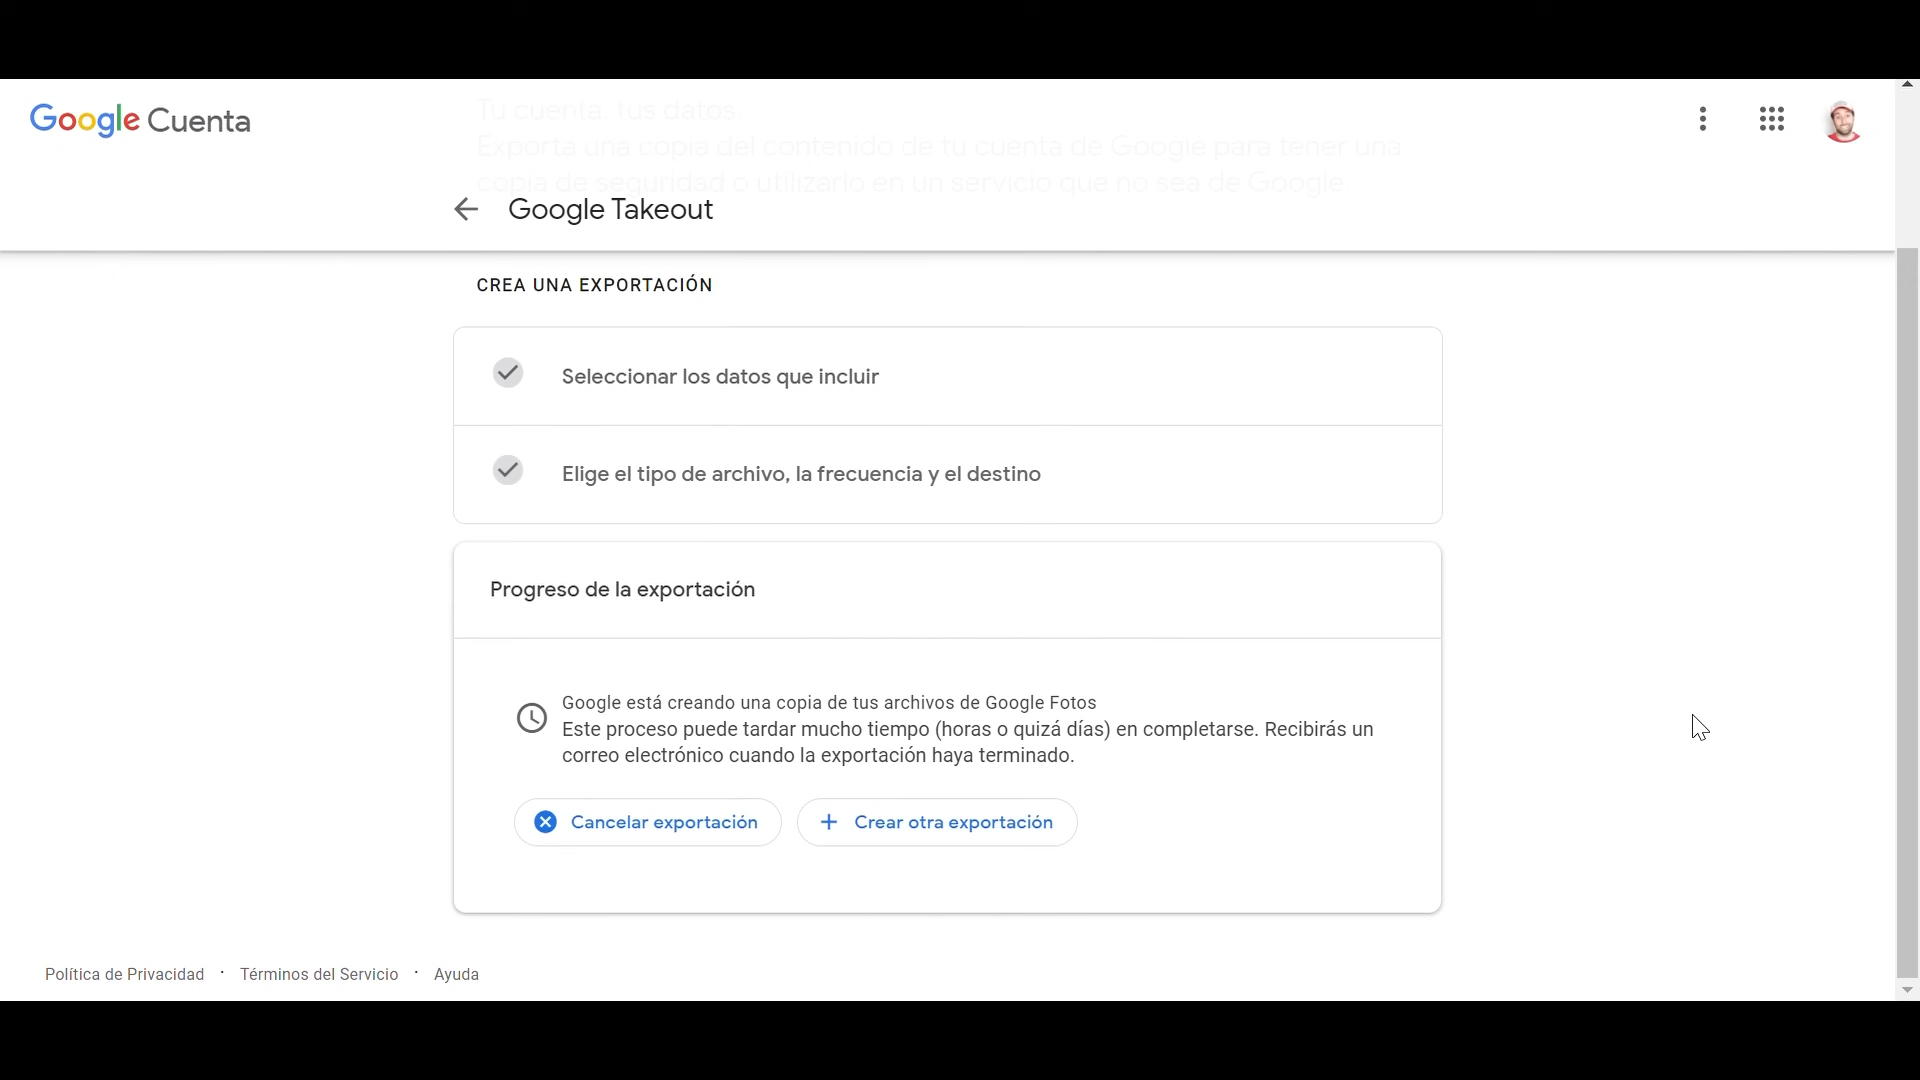 Google Cuenta
Tu cuenta, tus datos.
Exporta una copia del contenido de tu cuenta de Google para tener una
copia de seguridad o utilizarlo en un servicio que no sea de Google
Google Takeout
CREA UNA EXPORTACIÓN
Seleccionar los datos que incluir
Elige el tipo de archivo, la frecuencia y el destino
Progreso de la exportación
Google está creando una copia de tus archivos de Google Fotos
Este proceso puede tardar mucho tiempo (horas o quizá días) en completarse. Recibirás un
correo electrónico cuando la exportación haya terminado.
Cancelar exportación
Crear otra exportación
Política de Privacidad · Términos del Servicio · Ayuda